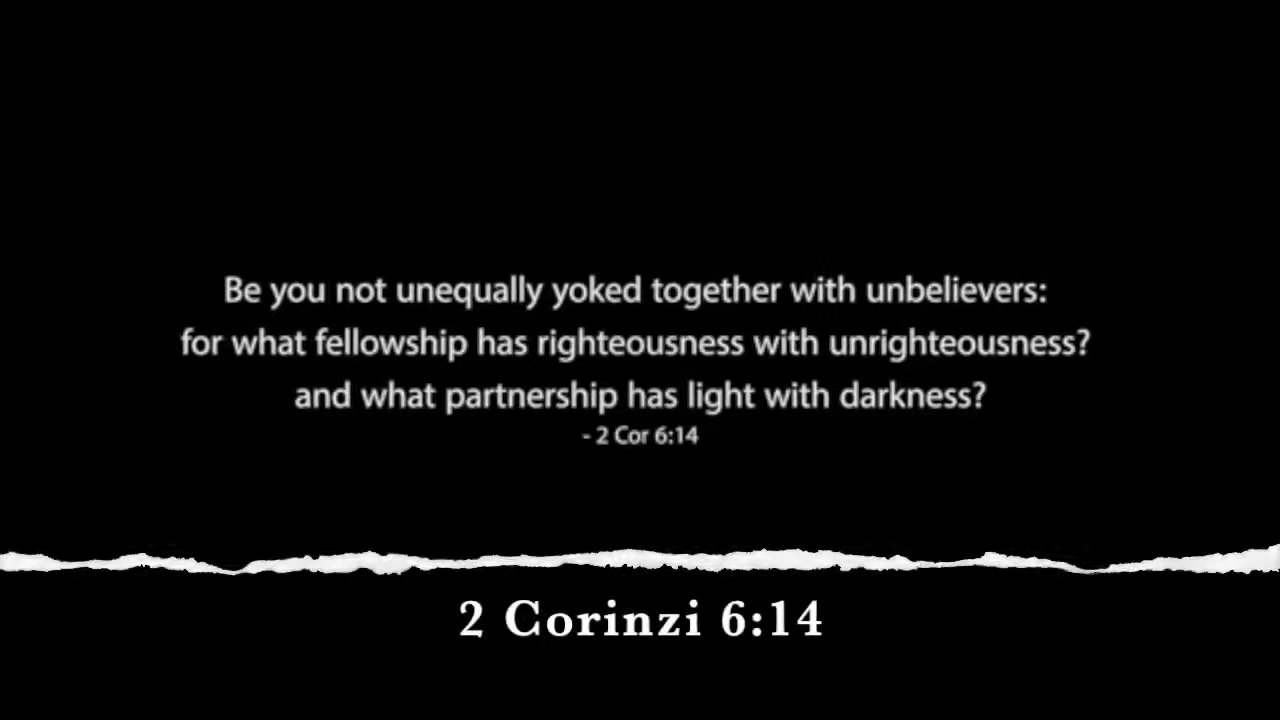 Be you not unequally yoked together with unbelievers:
for what fellowship has righteousness with unrighteousness?
and what partnership has light with darkness?
- 2 Cor 6:14
2 Corinzi 6:14